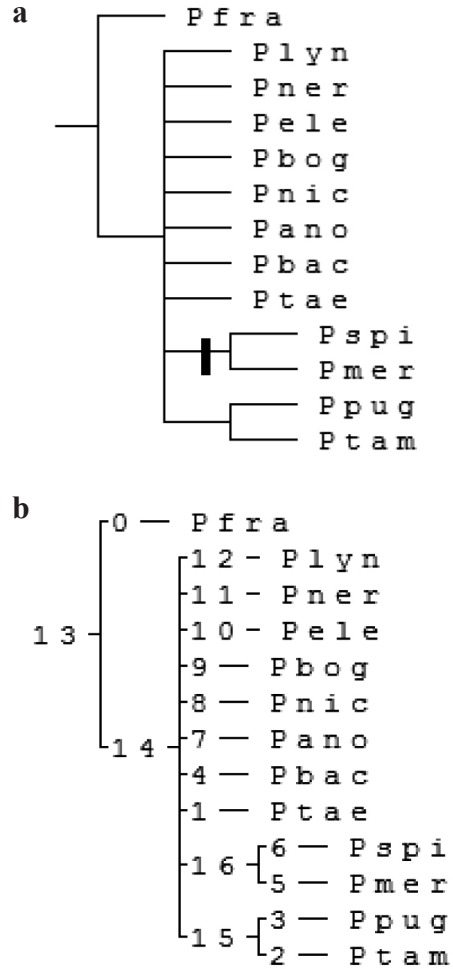 a
Pfra
Plyn
Pner
Pele
Pbog
Pnic
Pano
Pbac
Ptae
Pspi
Pmer
Ppug
Ptam
b
0 Pfra
12 Plyn
11 Pner
10 Pele
13
9 Pbog
8 Pnic
7 Pano
14
4 Pbac
1 Ptae
6 Pspi
16
5 Pmer
3 Ppug
15
2 Ptam